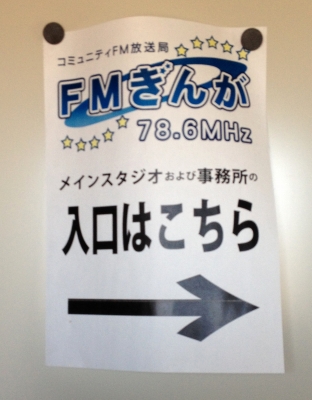 コミュニティFM放送局
FMぎんが
78.6MHz
メインスタジオおよび事務所の
入口はこちら